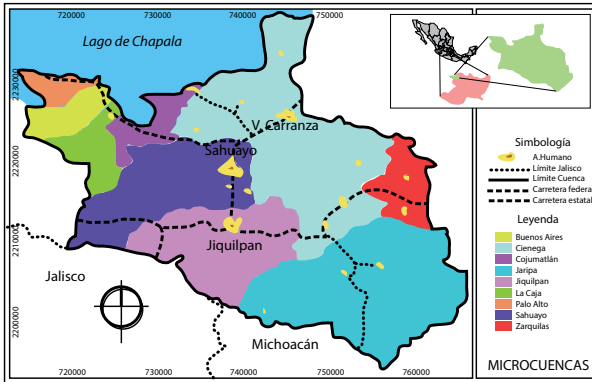 720000 730000 740000 750000
Lago de Chapala
2230000
V. Carranza
Sahuayo
2220000
Simbología
A.Humano
Límite Jalisco
Límite Cuenca
Carretera federal
Carretera estatal
Leyenda
Buenos Aires
Cienega
Cojumatlán
Jaripa
Jiquilpan
La Caja
Palo Alto
Sahuayo
Zarquilas
2210000
Jiquilpan
Jalisco
2200000
Michoacán
MICROCUENCAS
720000 730000 740000 750000 760000